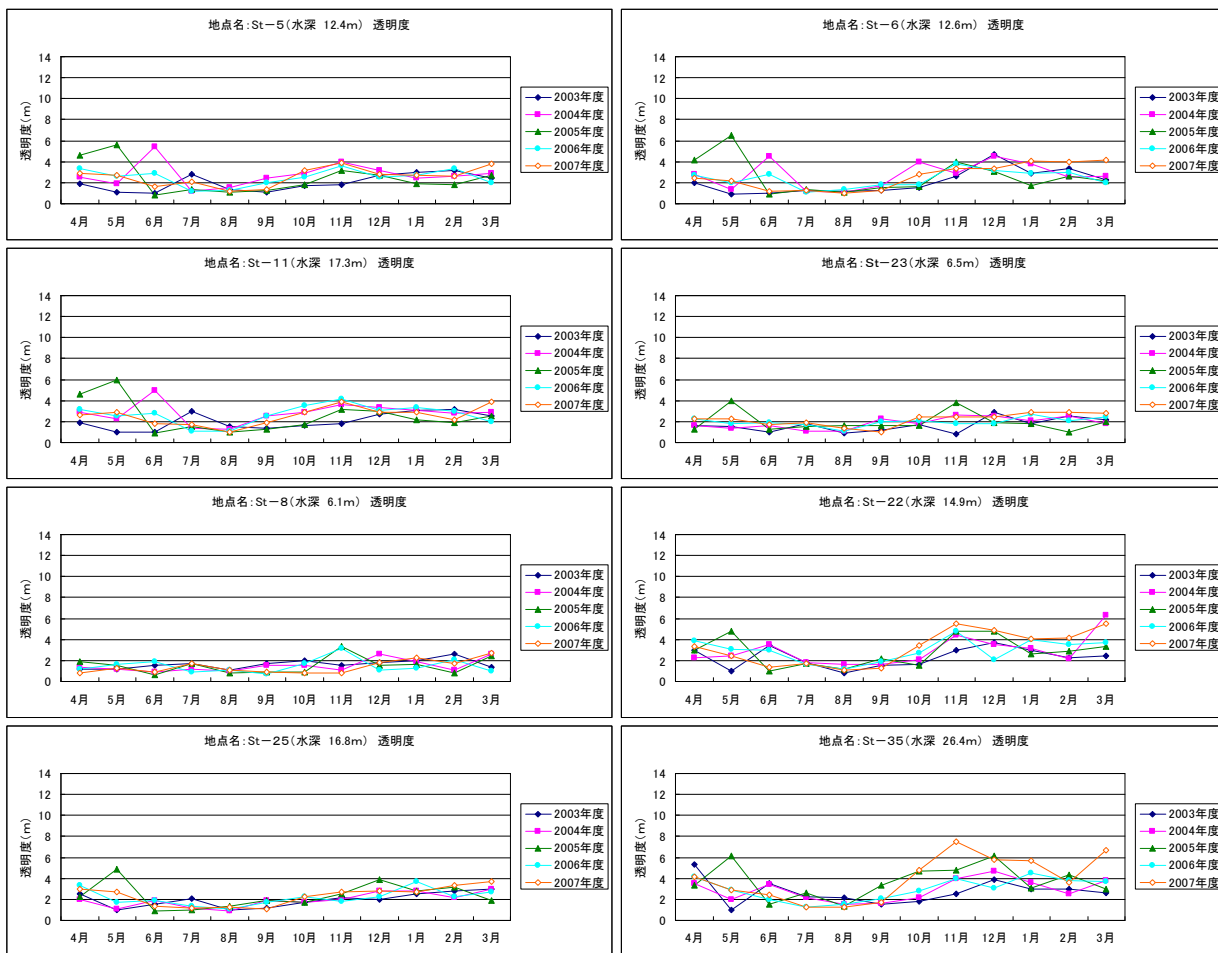 地点名:St-5(水深 12.4m) 透明度
透明度(m)
14
12
10
8
6
4
2
0
4月 5月 6月 7月 8月 9月 10月 11月 12月 1月 2月 3月
2003年度
2004年度
2005年度
2006年度
2007年度
地点名:St-6(水深 12.6m) 透明度
透明度(m)
14
12
10
8
6
4
2
0
4月 5月 6月 7月 8月 9月 10月 11月 12月 1月 2月 3月
2003年度
2004年度
2005年度
2006年度
2007年度
地点名:St-11(水深 17.3m) 透明度
透明度(m)
14
12
10
8
6
4
2
0
4月 5月 6月 7月 8月 9月 10月 11月 12月 1月 2月 3月
2003年度
2004年度
2005年度
2006年度
2007年度
地点名:St-23(水深 6.5m) 透明度
透明度(m)
14
12
10
8
6
4
2
0
4月 5月 6月 7月 8月 9月 10月 11月 12月 1月 2月 3月
2003年度
2004年度
2005年度
2006年度
2007年度
地点名:St-8(水深 6.1m) 透明度
透明度(m)
14
12
10
8
6
4
2
0
4月 5月 6月 7月 8月 9月 10月 11月 12月 1月 2月 3月
2003年度
2004年度
2005年度
2006年度
2007年度
地点名:St-22(水深 14.9m) 透明度
透明度(m)
14
12
10
8
6
4
2
0
4月 5月 6月 7月 8月 9月 10月 11月 12月 1月 2月 3月
2003年度
2004年度
2005年度
2006年度
2007年度
地点名:St-25(水深 16.8m) 透明度
透明度(m)
14
12
10
8
6
4
2
0
4月 5月 6月 7月 8月 9月 10月 11月 12月 1月 2月 3月
2003年度
2004年度
2005年度
2006年度
2007年度
地点名:St-35(水深 26.4m) 透明度
透明度(m)
14
12
10
8
6
4
2
0
4月 5月 6月 7月 8月 9月 10月 11月 12月 1月 2月 3月
2003年度
2004年度
2005年度
2006年度
2007年度